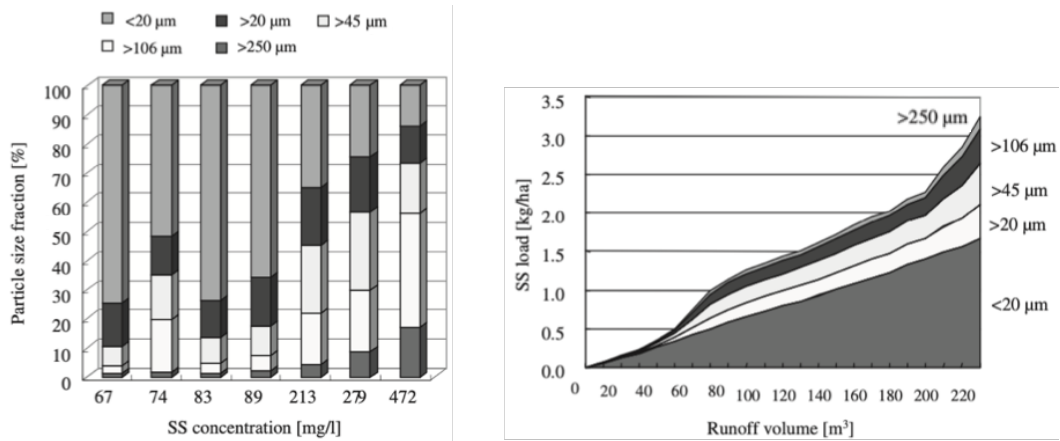 <20 µm >20 µm >45 µm
>106 µm >250 µm
Particle size fraction [%]
100
90
80
70
60
50
40
30
20
10
0
67 74 83 89 213 279 472
SS concentration [mg/l]
SS load [kg/ha]
3.5
3.0
2.5
2.0
1.5
1.0
0.5
0.0
>250 µm
>106 µm
>45 µm
>20 µm
<20 µm
0 20 40 60 80 100 120 140 160 180 200 220
Runoff volume [m³]